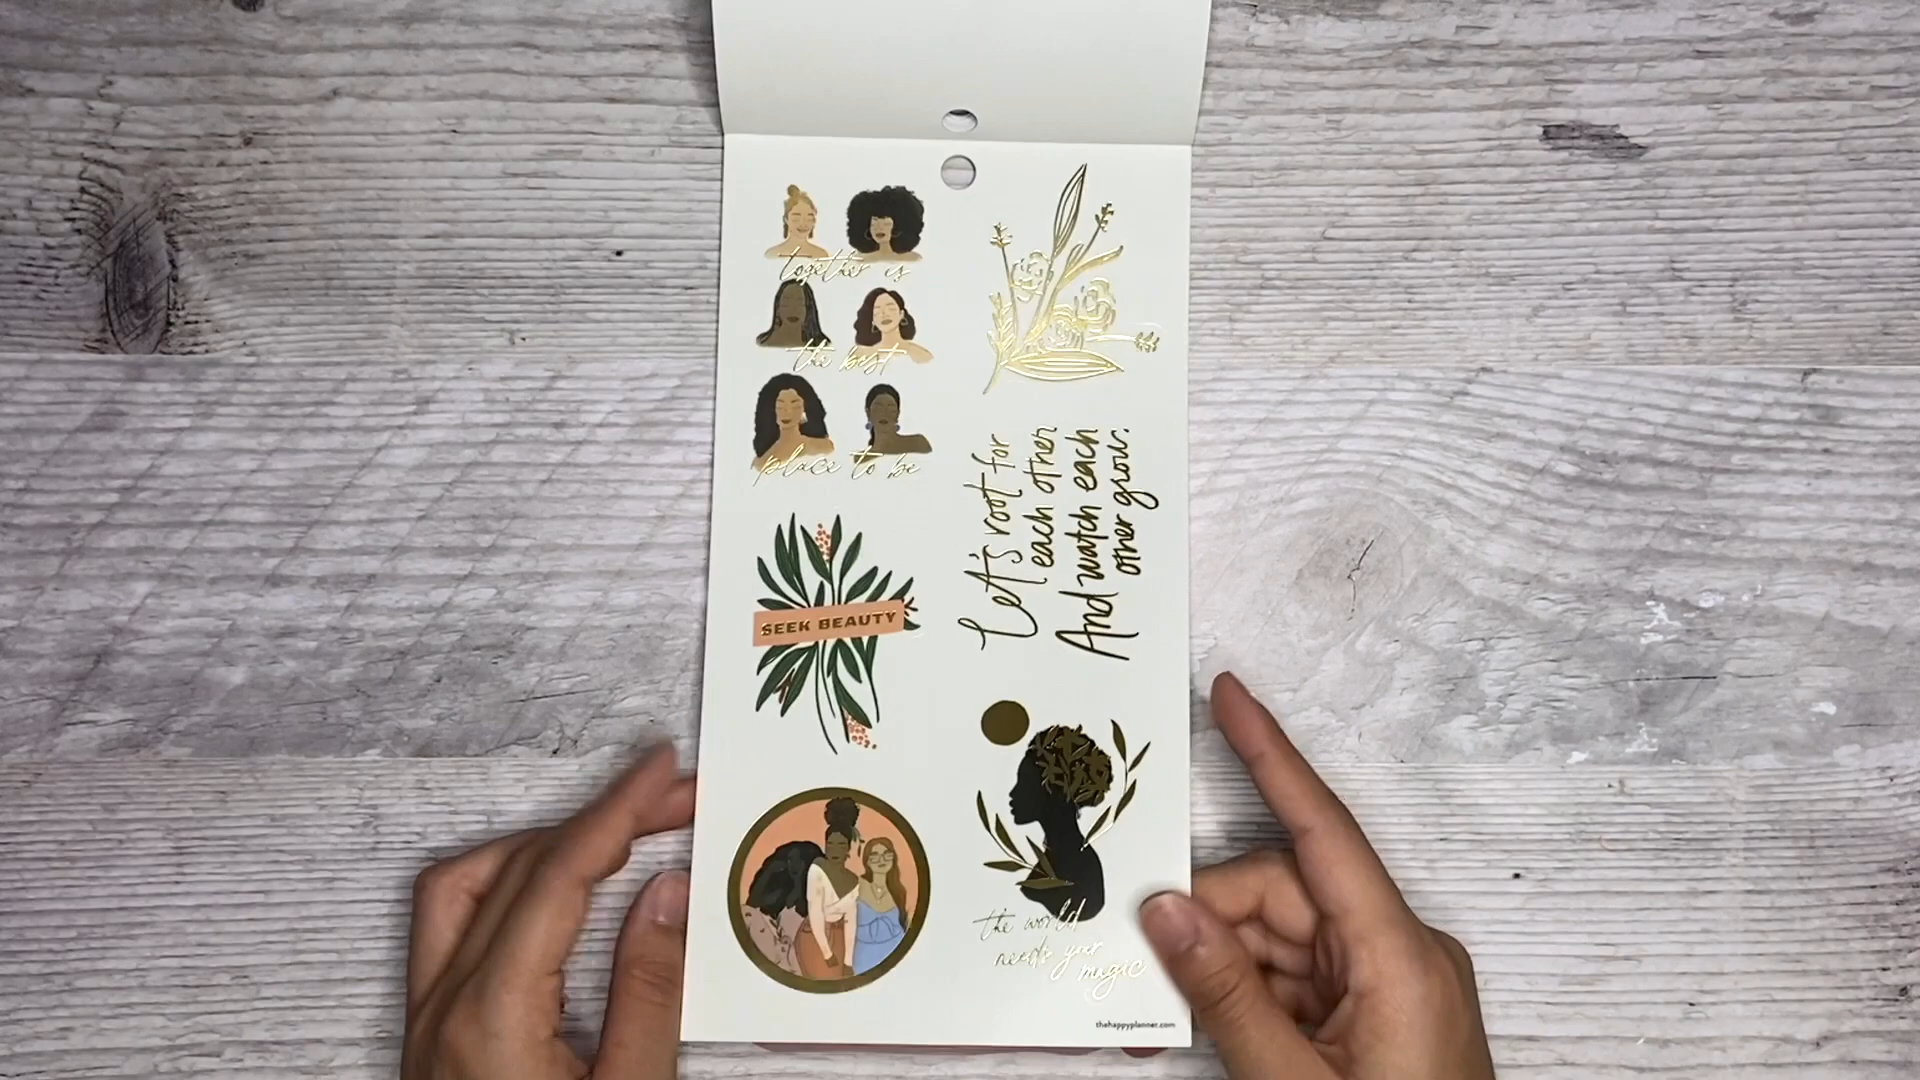 together is
the best
place to be
SEEK BEAUTY
Let's root for
each other
And watch each
other grow.
the world
needs your
magic
thehappyplanner.com